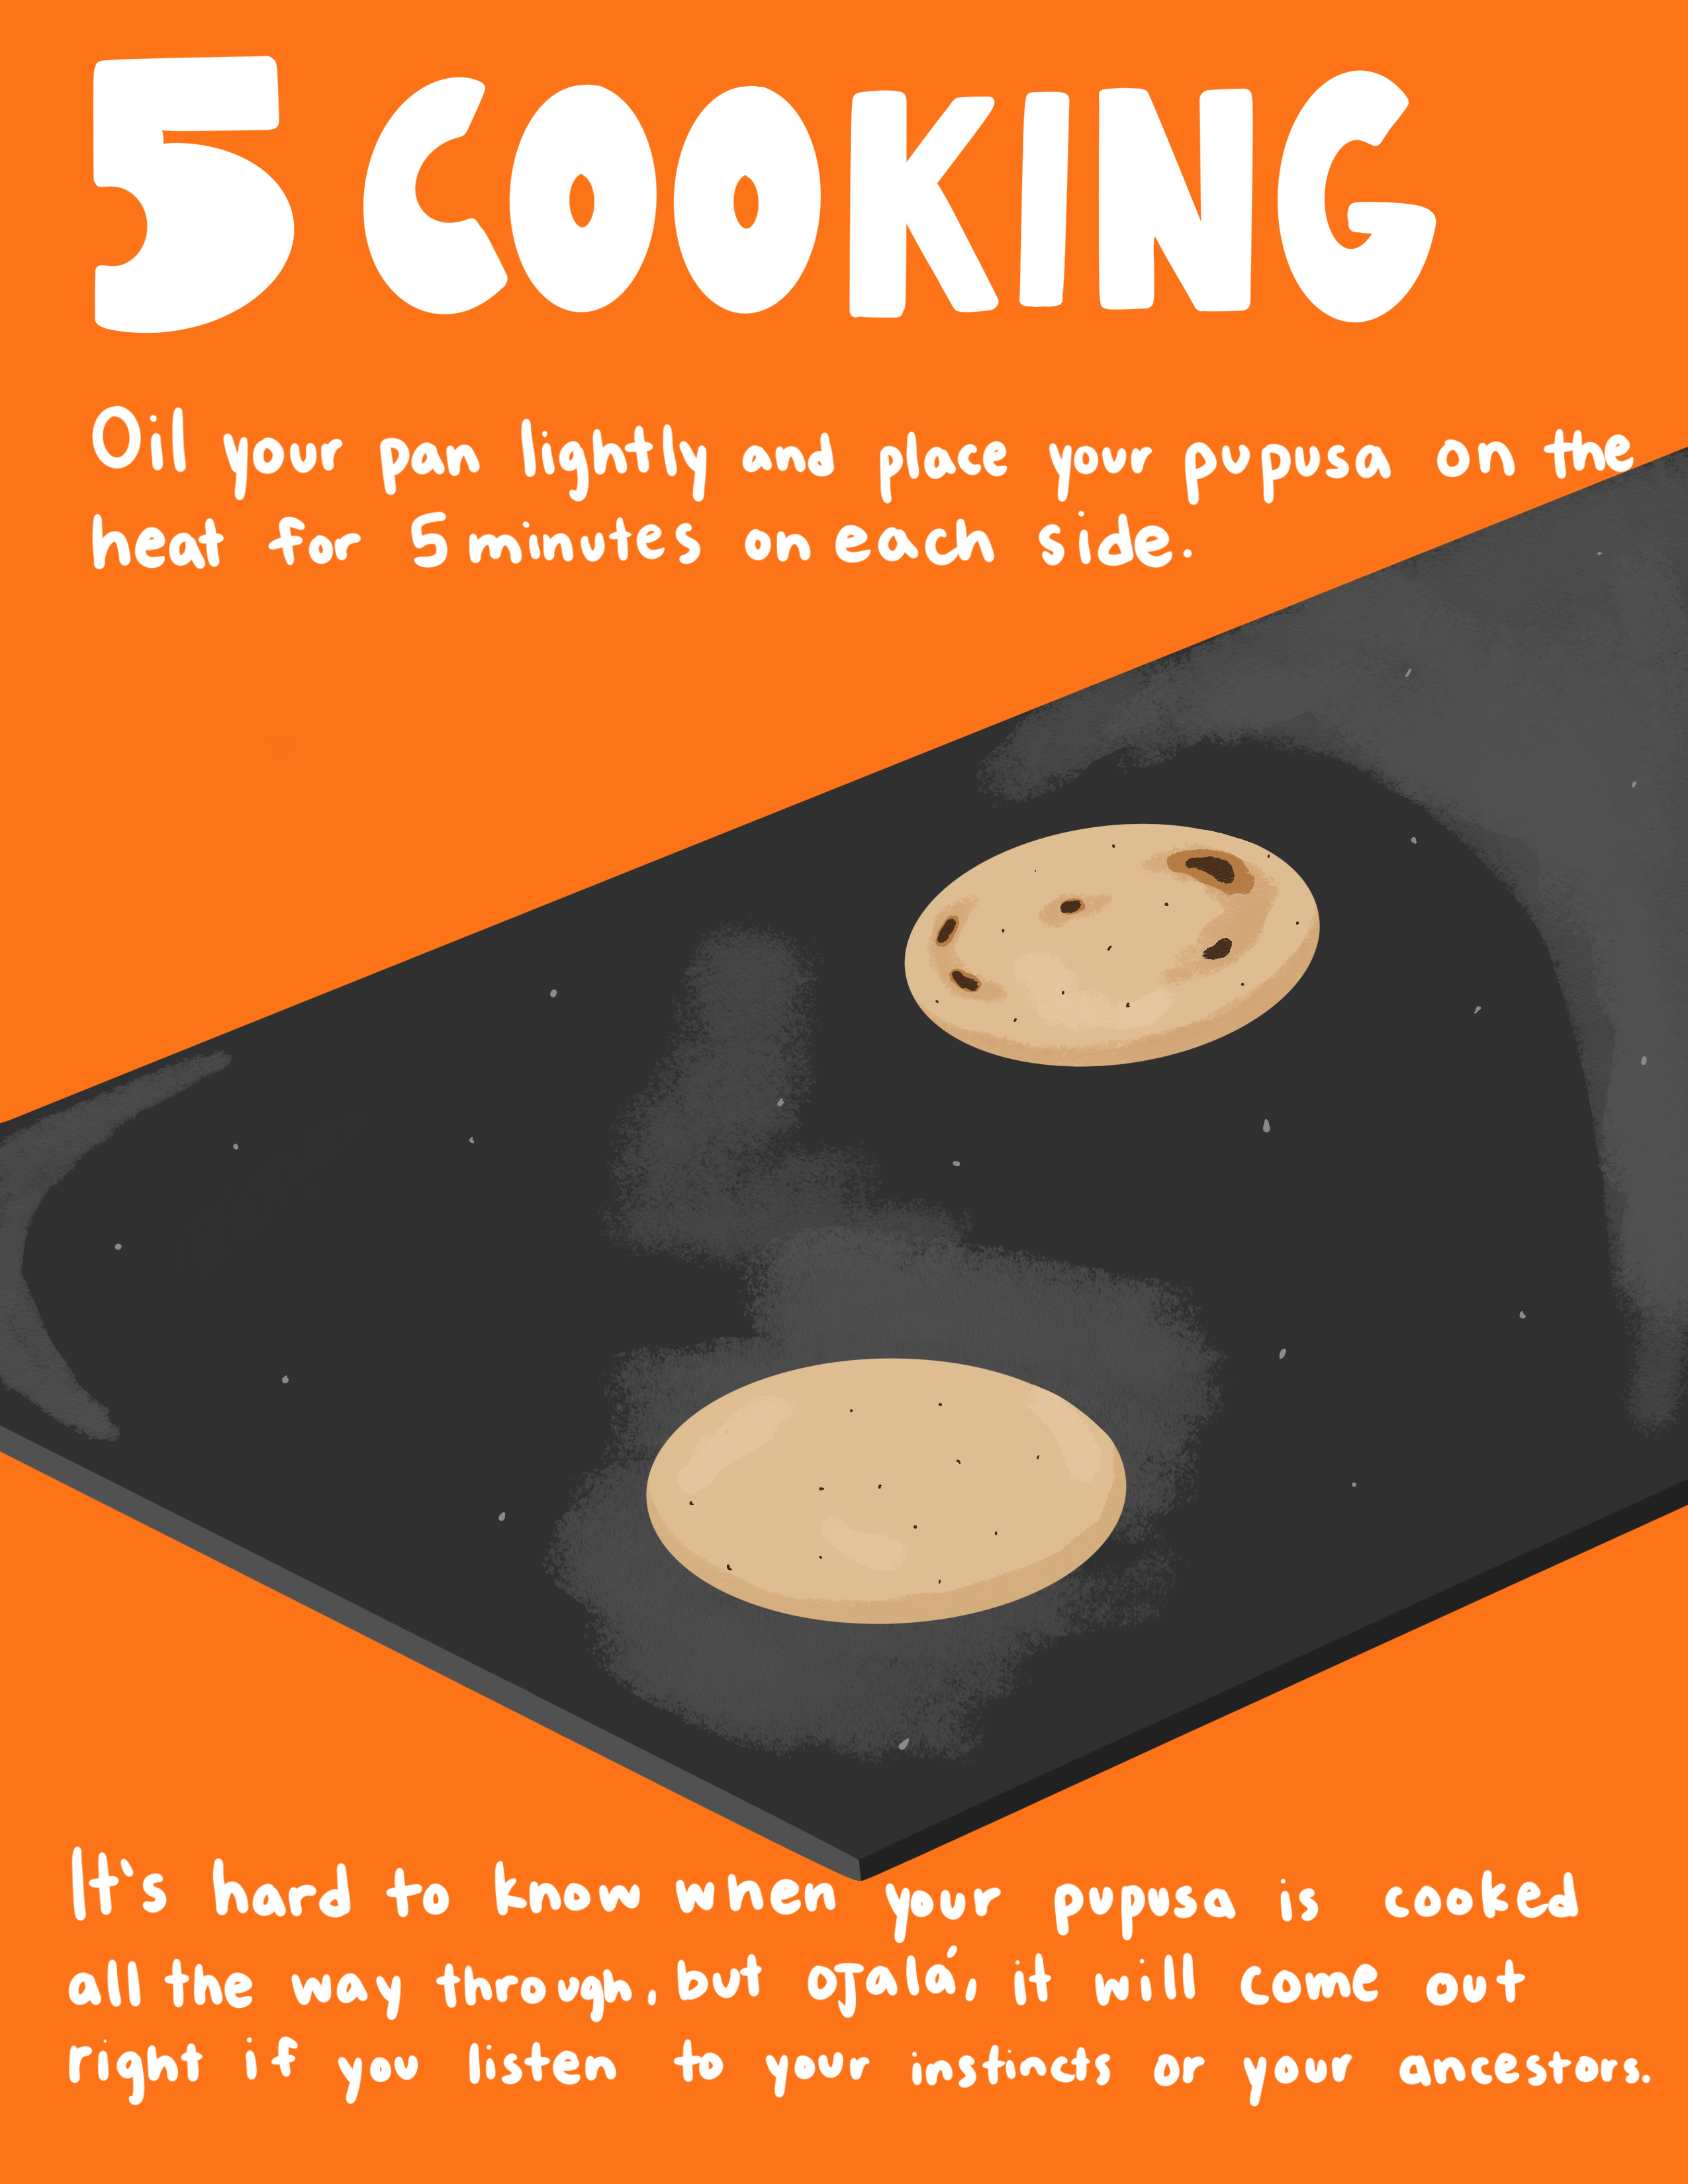 5 COOKING
Oil your pan lightly and place your pupusa on the
heat for 5 minutes on each side.
It's hard to know when your pupusa is cooked
all the way through, but ojalá, it will come out
right if you listen to your instincts or your ancestors.